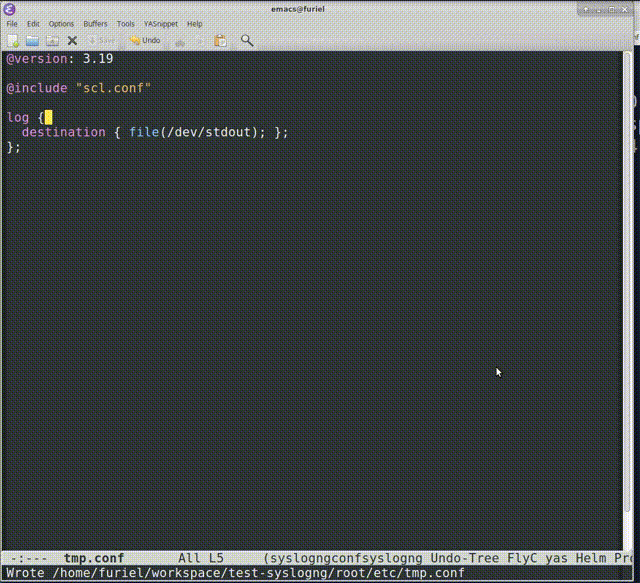 emacs@furiel
File Edit Options Buffers Tools YASnippet Help
Save Undo
@version: 3.19
@include "scl.conf"
log {
destination { file(/dev/stdout); };
};
-:--- tmp.conf All L5 (syslogngconfsyslogng Undo-Tree FlyC yas Helm Pro
Wrote /home/furiel/workspace/test-syslogng/root/etc/tmp.conf